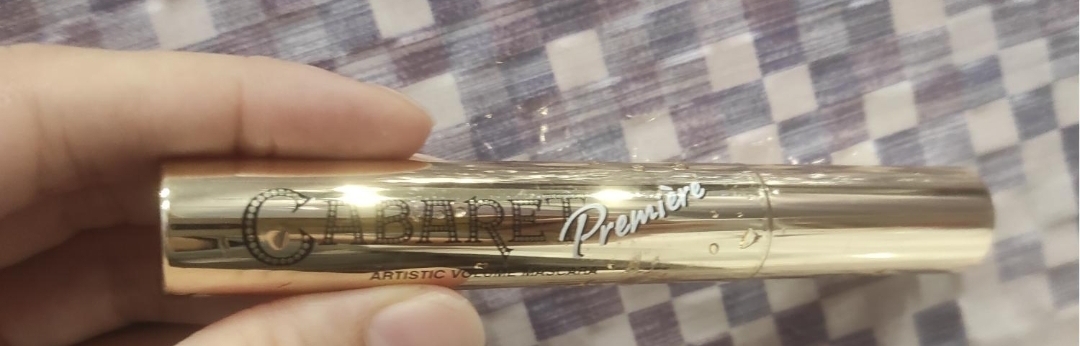 CABARET Première
ARTISTIC VOLUME MASCARA